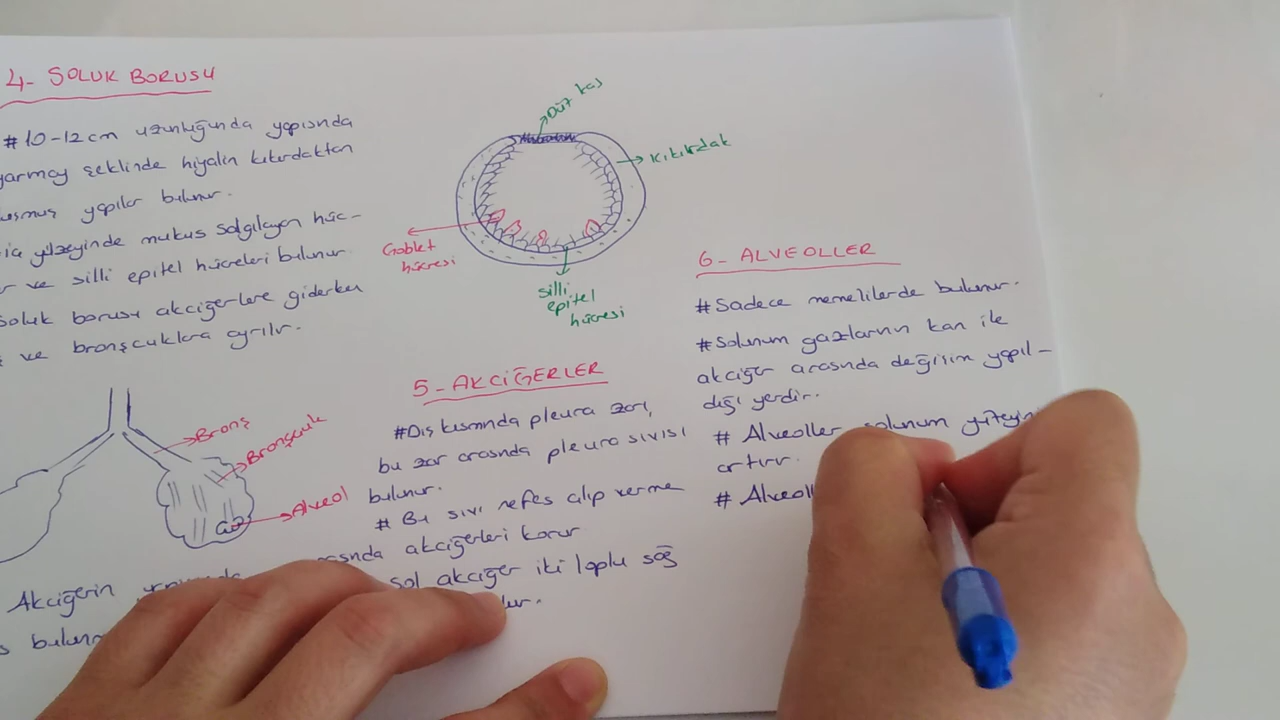 4- SOLUK BORUSU
#10-12cm uzunluğunda yapısında
yarmay şeklinde hiyalin kıkırdaktan
yapılar bulunur.
yüzeyinde mukus salgılayan hüc-
ve silli epitel hücreleri bulunur.
soluk borusu akciğerlere giderken
ve bronşcuklara ayrılır.
Düz kas
Kıkırdak
Goblet
hücresi
silli
epitel
hücresi
Bronş
Bronşcuk
Alveol
Akciğerin
5-AKCİĞERLER
#Dış kısmında pleura zarı,
bu zar arasında pleura sıvısı
bulunur.
# Bu sıvı nefes alıp verme
akciğerleri korur
sol akciğer iki loplu sağ
6- ALVEOLLER
#Sadece memelilerde bulunur.
#Solunum gazlarının kan ile
akciğer arasında değişim yapıl-
dığı yerdir.
# Alveoller solunum yüzeyini
artırır.
# Alveoll